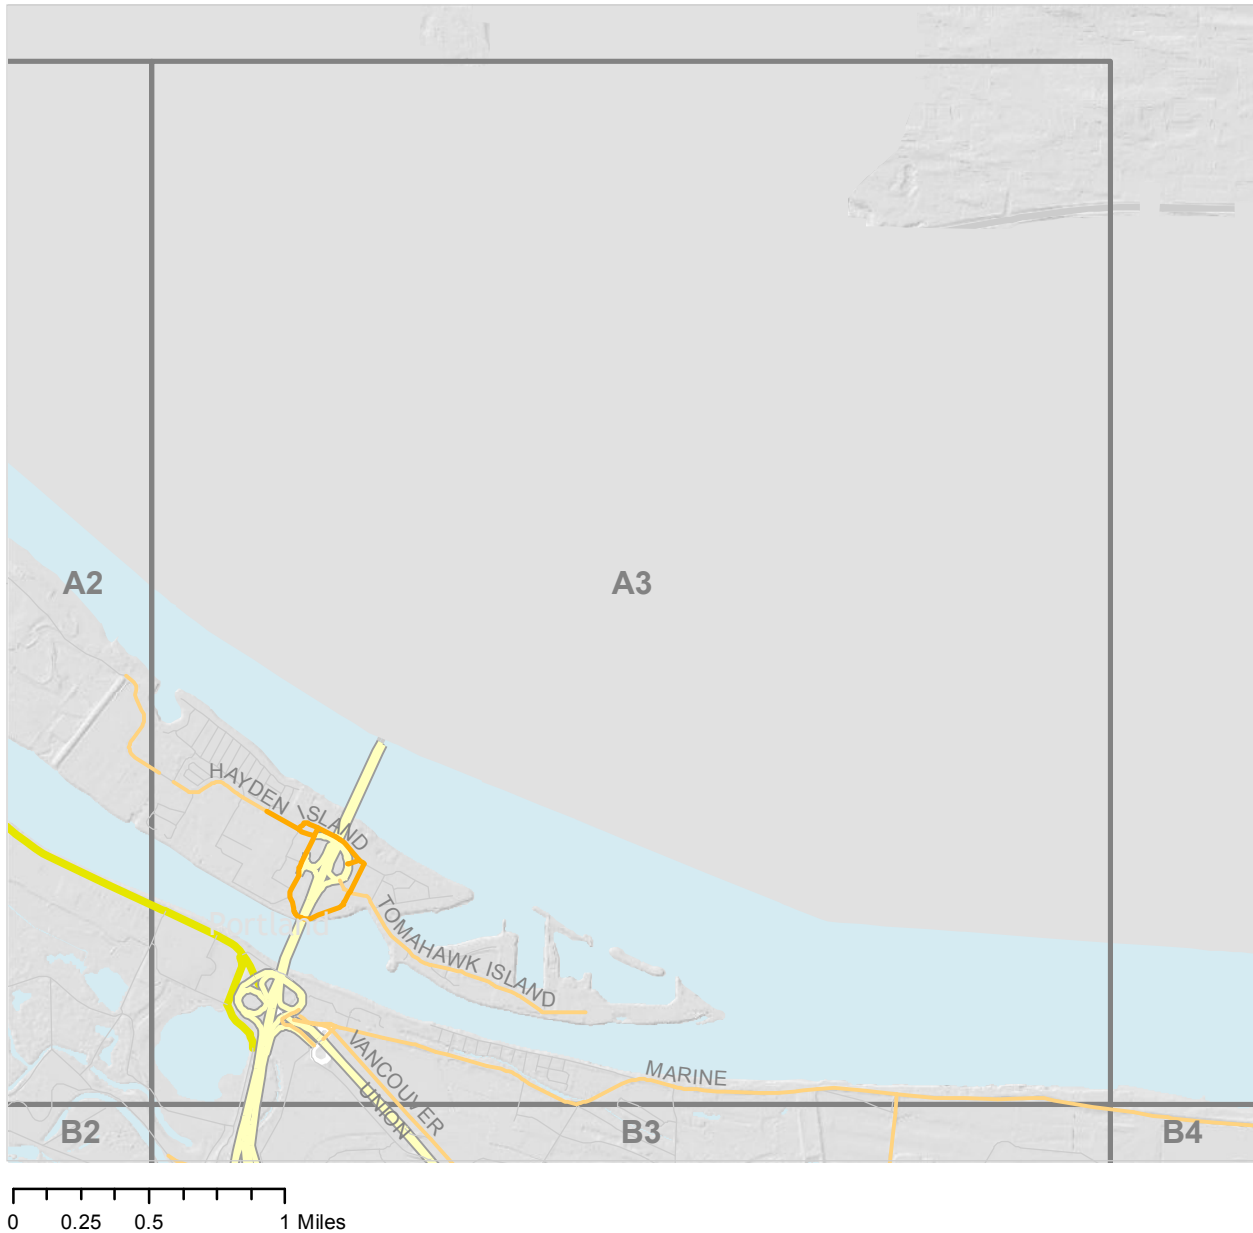 A2
A3
HAYDEN ISLAND
Portland
TOMAHAWK ISLAND
VANCOUVER
UNION
MARINE
B2
B3
B4
0 0.25 0.5 1 Miles